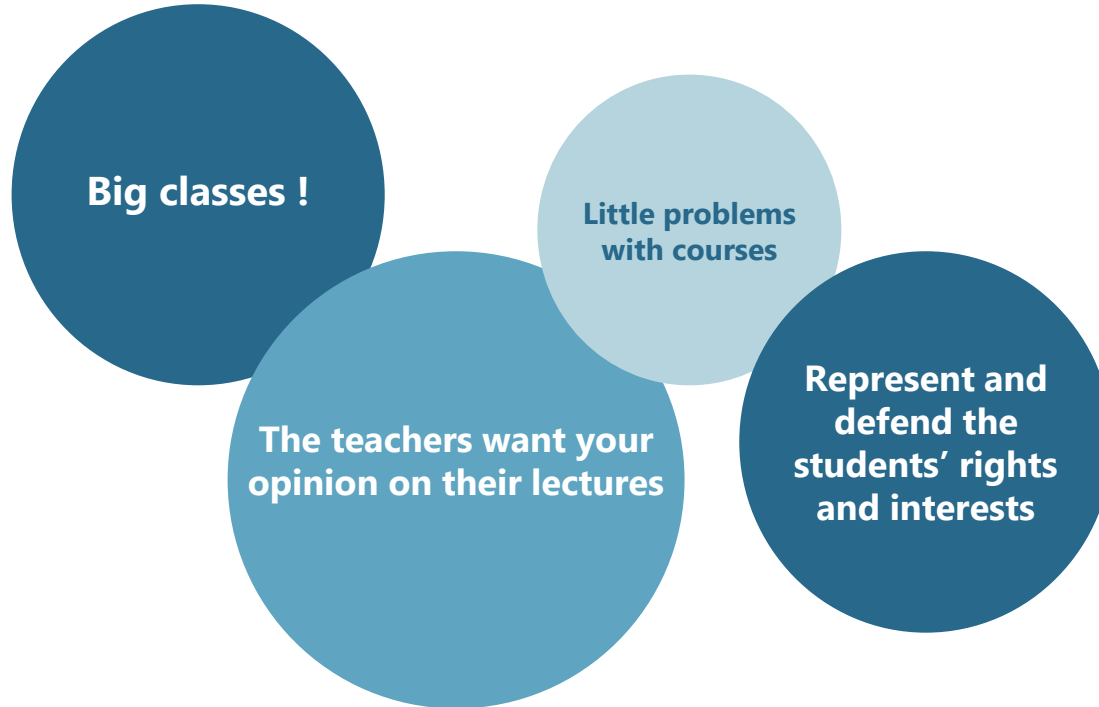 Big classes !
Little problems
with courses
The teachers want your
opinion on their lectures
Represent and
defend the
students’ rights
and interests